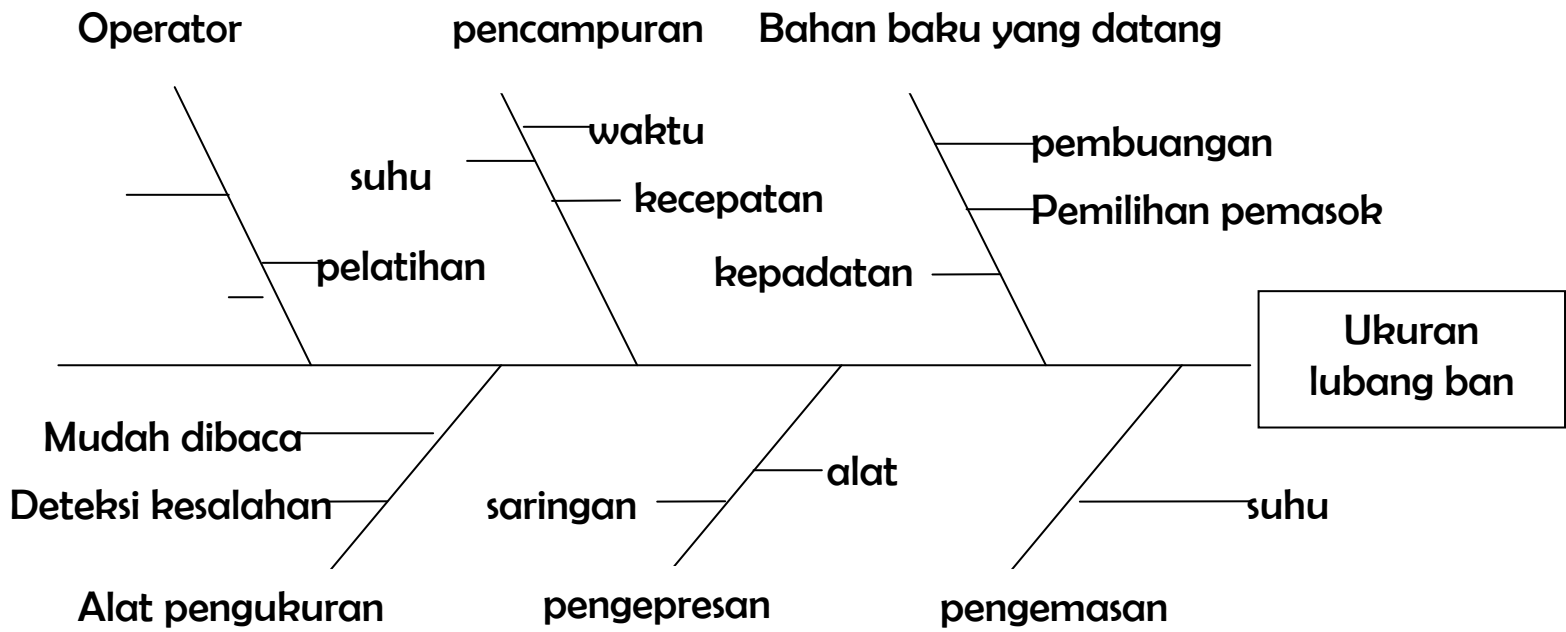 Operator
pencampuran
Bahan baku yang datang
waktu
pembuangan
suhu
kecepatan
Pemilihan pemasok
pelatihan
kepadatan
Ukuran
lubang ban
Mudah dibaca
alat
Deteksi kesalahan
saringan
suhu
Alat pengukuran
pengepresan
pengemasan